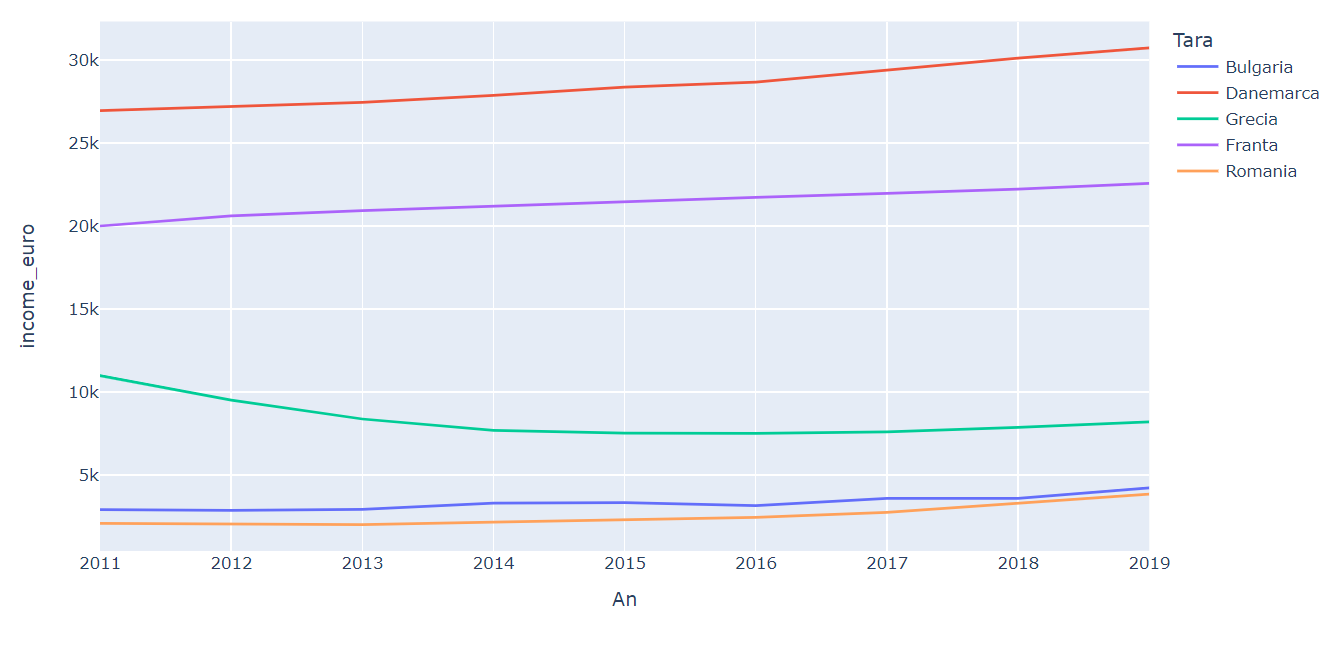 Tara
Bulgaria
Danemarca
Grecia
Franta
Romania
income_euro
30k
25k
20k
15k
10k
5k
2011 2012 2013 2014 2015 2016 2017 2018 2019
An